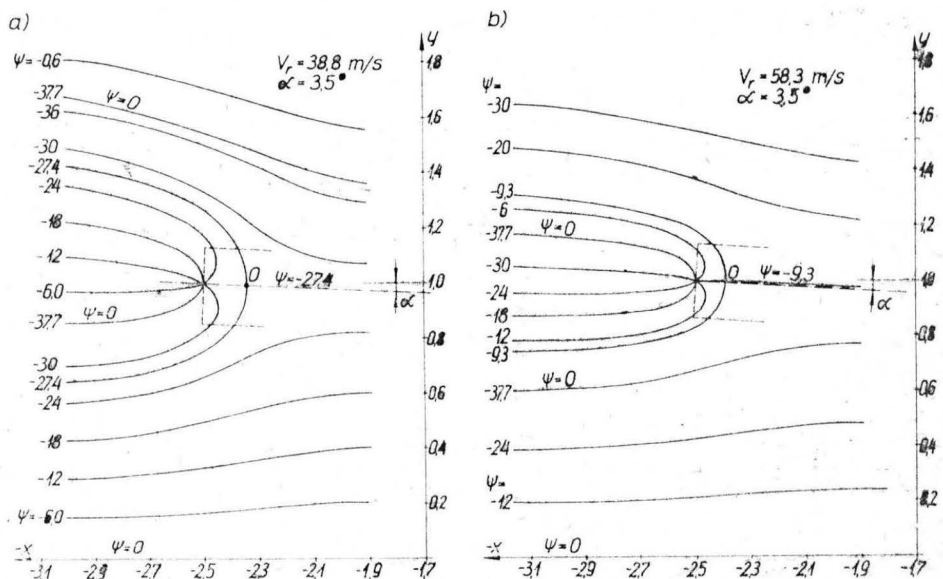 a)
y
ψ=-0,6
1,8
V_r = 38,8 m/s
α = 3,5°
-37,7
ψ=0
-36
1,6
-30
-27,4
1,4
-24
-18
1,2
-12
0
ψ=-27,4
1,0
-6,0
α
-37,7
ψ=0
0,8
-30
-27,4
0,6
-24
-18
0,4
-12
0,2
ψ=-6,0
-x
ψ=0
-3,1
-2,9
-2,7
-2,5
-2,3
-2,1
-1,9
-1,7
b)
y
1,8
V_r = 58,3 m/s
α = 3,5°
ψ=
-30
1,6
-20
1,4
-9,3
-6
1,2
-37,7
ψ=0
-30
0
ψ=-9,3
1,0
-24
α
-18
-12
0,8
-9,3
-37,7
ψ=0
0,6
-24
0,4
ψ=
-12
0,2
-x
ψ=0
-3,1
-2,9
-2,7
-2,5
-2,3
-2,1
-1,9
-1,7